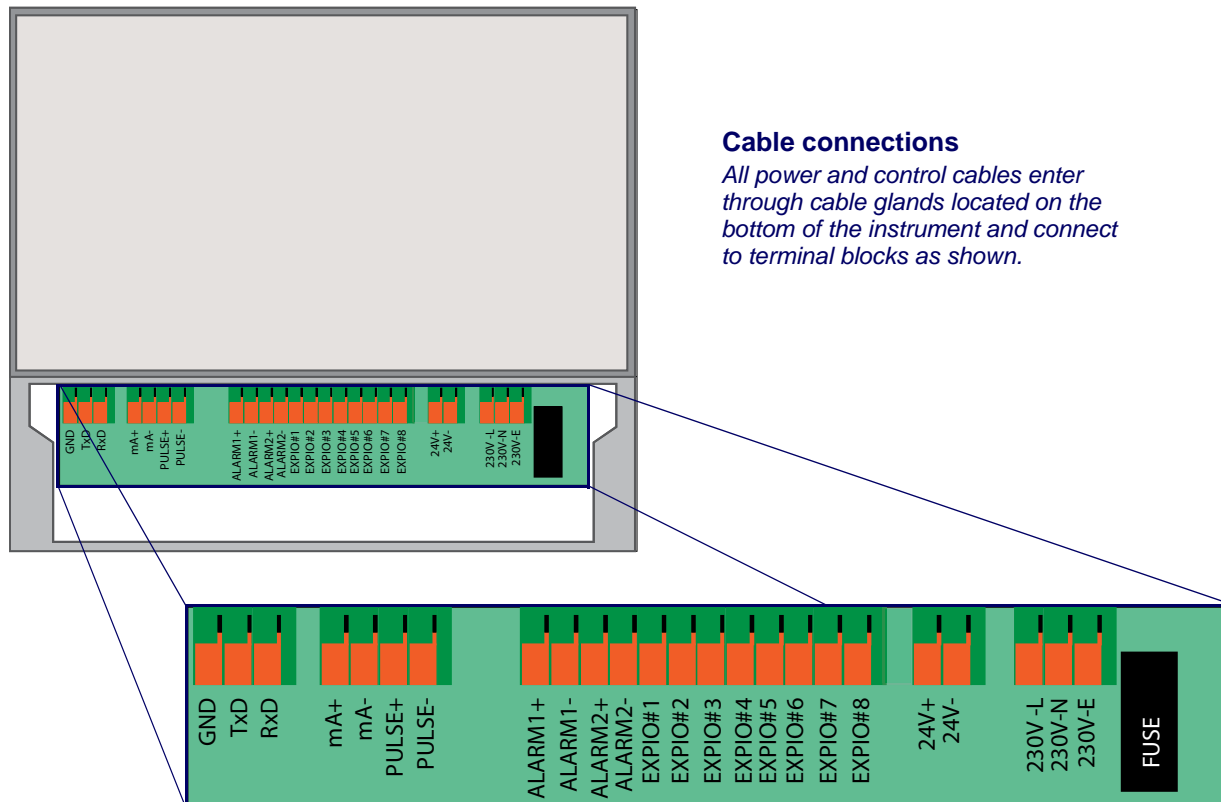 Cable connections
All power and control cables enter
through cable glands located on the
bottom of the instrument and connect
to terminal blocks as shown.
GND
TxD
RxD
mA+
mA-
PULSE+
PULSE-
ALARM1+
ALARM1-
ALARM2+
ALARM2-
EXPIO#1
EXPIO#2
EXPIO#3
EXPIO#4
EXPIO#5
EXPIO#6
EXPIO#7
EXPIO#8
24V+
24V-
230V -L
230V-N
230V-E
GND
TxD
RxD
mA+
mA-
PULSE+
PULSE-
ALARM1+
ALARM1-
ALARM2+
ALARM2-
EXPIO#1
EXPIO#2
EXPIO#3
EXPIO#4
EXPIO#5
EXPIO#6
EXPIO#7
EXPIO#8
24V+
24V-
230V -L
230V-N
230V-E
FUSE